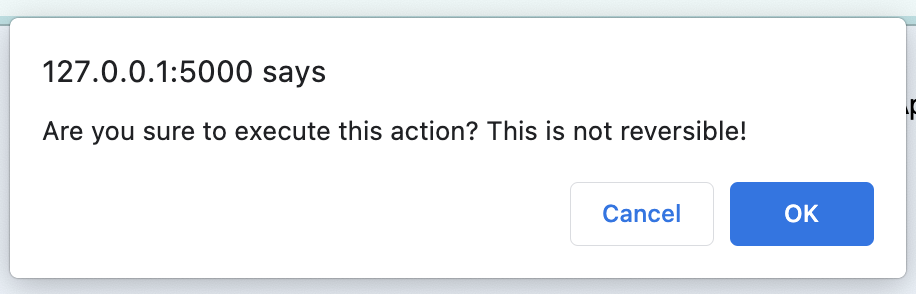 127.0.0.1:5000 says
Are you sure to execute this action? This is not reversible!
Cancel
OK